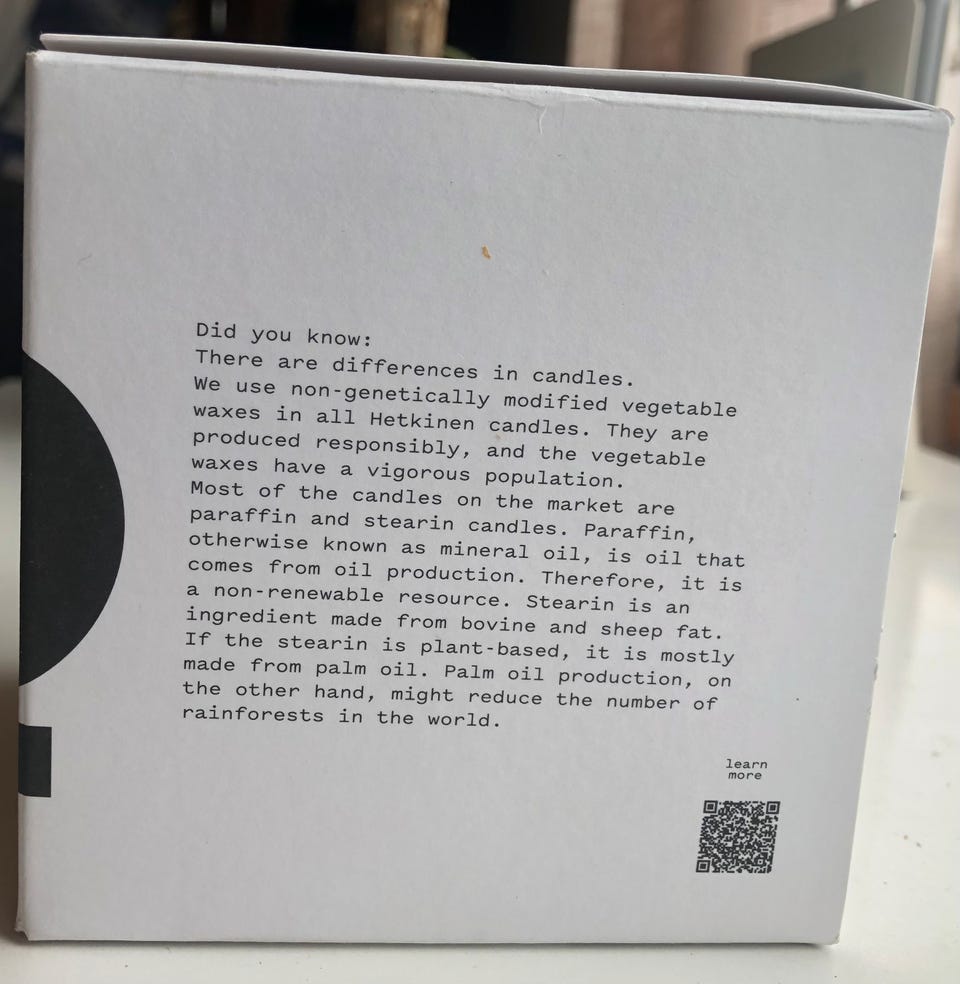 Did you know:
There are differences in candles.
We use non-genetically modified vegetable
waxes in all Hetkinen candles. They are
produced responsibly, and the vegetable
waxes have a vigorous population.
Most of the candles on the market are
paraffin and stearin candles. Paraffin,
otherwise known as mineral oil, is oil that
comes from oil production. Therefore, it is
a non-renewable resource. Stearin is an
ingredient made from bovine and sheep fat.
If the stearin is plant-based, it is mostly
made from palm oil. Palm oil production, on
the other hand, might reduce the number of
rainforests in the world.
learn
more